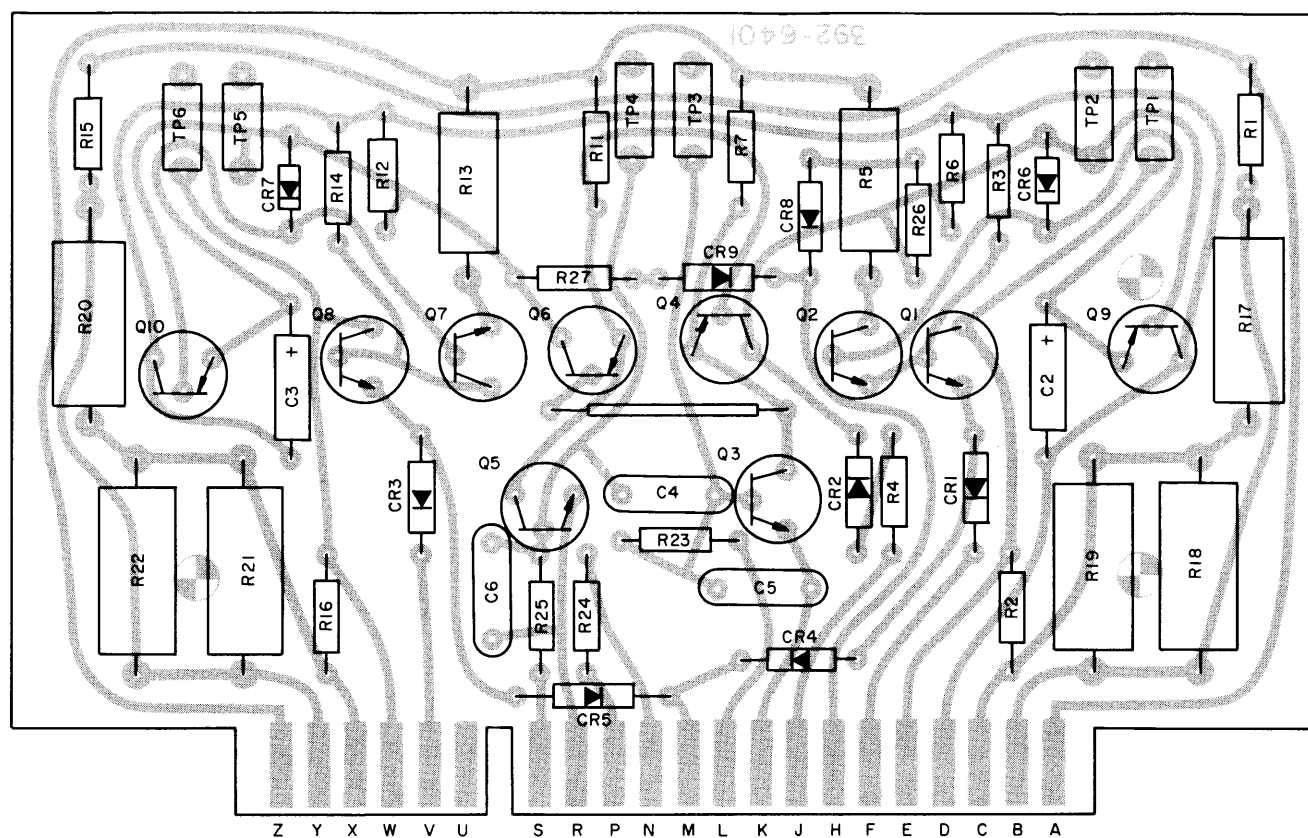 392-6401
R15
TP6
TP5
CR7
R14
R12
R13
R11
TP4
TP3
R7
CR8
R5
R26
R6
R3
CR6
TP2
TP1
R1
R20
Q10
C3 +
Q8
Q7
Q6
R27
Q4
CR9
Q2
Q1
C2 +
Q9
R17
R22
R21
R16
CR3
Q5
C6
R25
R24
C4
R23
Q3
C5
CR2
R4
CR1
R2
R19
R18
CR4
CR5
Z Y X W V U S R P N M L K J H F E D C B A